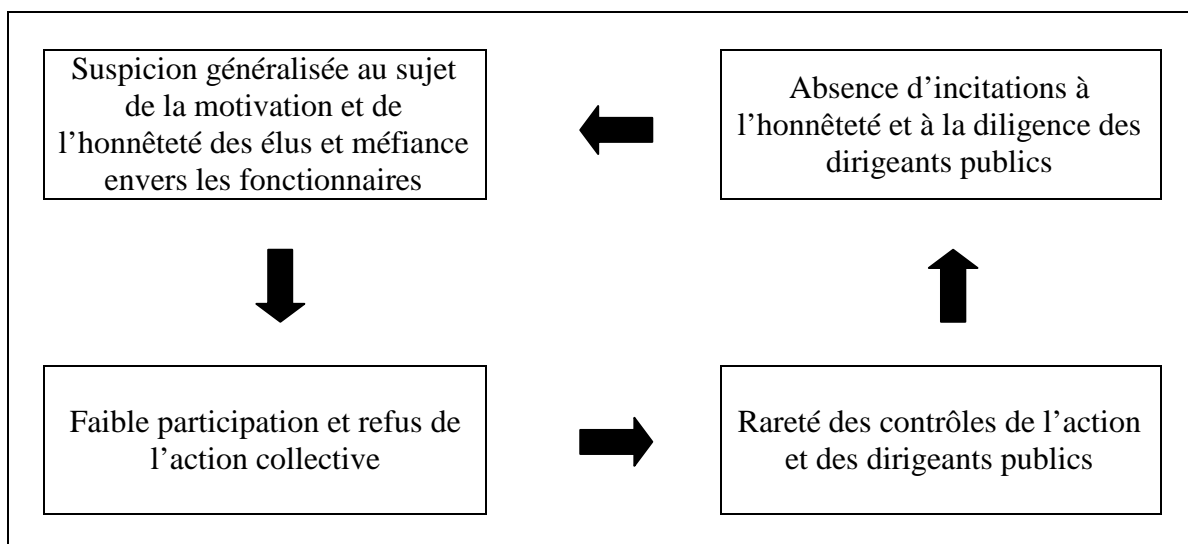 Suspicion généralisée au sujet
de la motivation et de
l’honnêteté des élus et méfiance
envers les fonctionnaires
Absence d’incitations à
l’honnêteté et à la diligence des
dirigeants publics
Faible participation et refus de
l’action collective
Rareté des contrôles de l’action
et des dirigeants publics